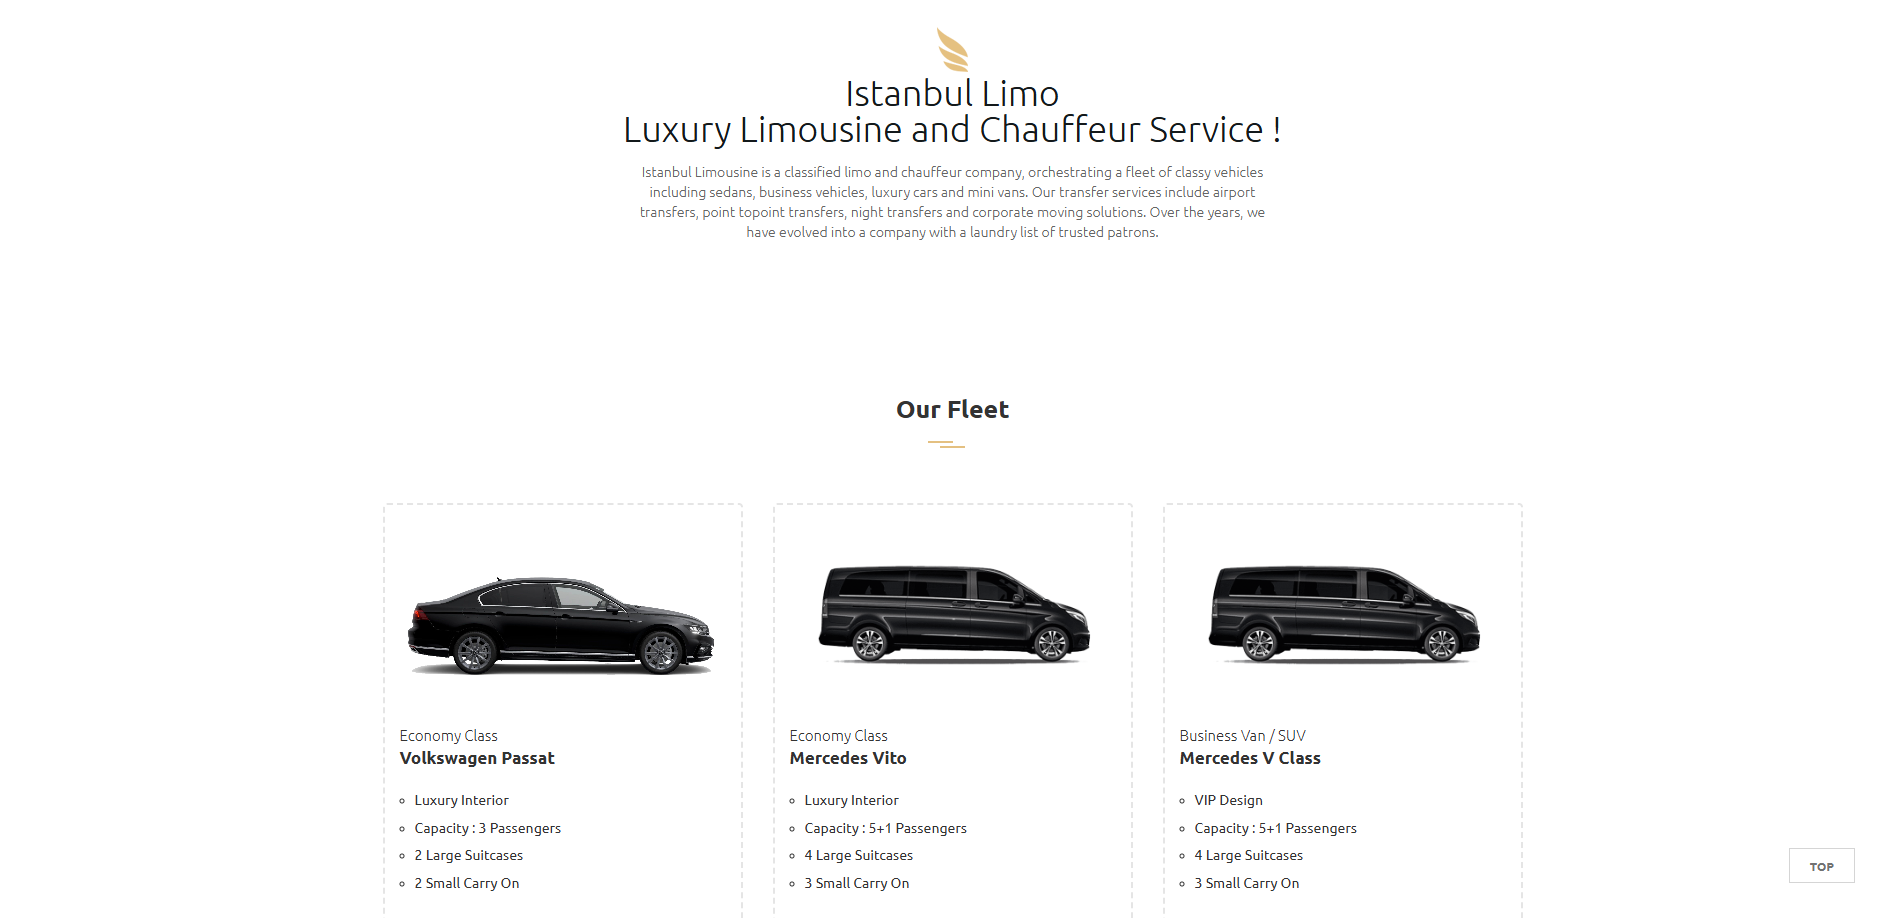 Istanbul Limo
Luxury Limousine and Chauffeur Service !
Istanbul Limousine is a classified limo and chauffeur company, orchestrating a fleet of classy vehicles
including sedans, business vehicles, luxury cars and mini vans. Our transfer services include airport
transfers, point topoint transfers, night transfers and corporate moving solutions. Over the years, we
have evolved into a company with a laundry list of trusted patrons.
Our Fleet
Economy Class
Volkswagen Passat
Luxury Interior
Capacity : 3 Passengers
2 Large Suitcases
2 Small Carry On
Economy Class
Mercedes Vito
Luxury Interior
Capacity : 5+1 Passengers
4 Large Suitcases
3 Small Carry On
Business Van / SUV
Mercedes V Class
VIP Design
Capacity : 5+1 Passengers
4 Large Suitcases
3 Small Carry On
TOP